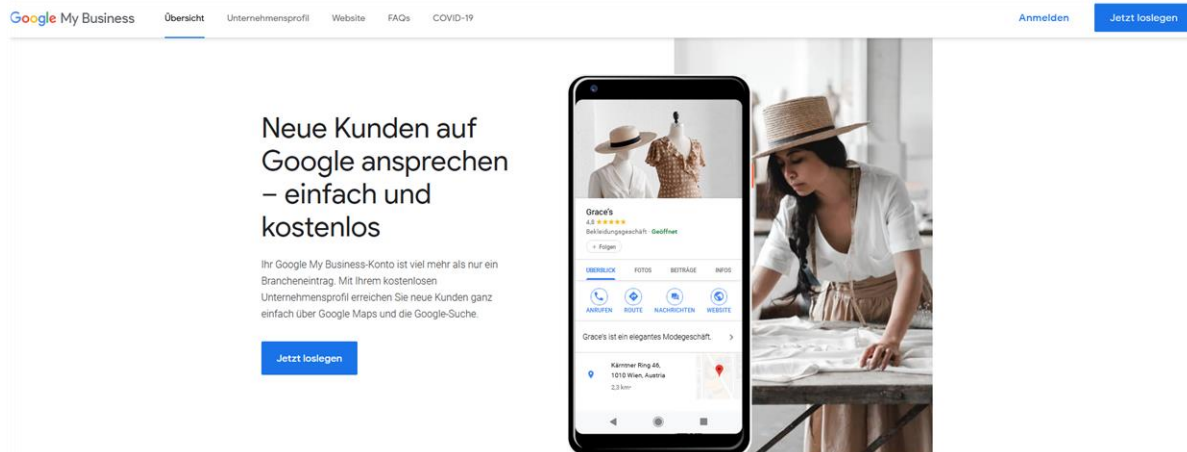 Google My Business
Übersicht
Unternehmensprofil
Website
FAQs
COVID-19
Anmelden
Jetzt loslegen
Neue Kunden auf
Google ansprechen
– einfach und
kostenlos
Ihr Google My Business-Konto ist viel mehr als nur ein
Brancheneintrag. Mit Ihrem kostenlosen
Unternehmensprofil erreichen Sie neue Kunden ganz
einfach über Google Maps und die Google-Suche.
Jetzt loslegen
Grace's
4,8
Bekleidungsgeschäft · Geöffnet
+ Folgen
ÜBERBLICK
FOTOS
BEITRÄGE
INFOS
ANRUFEN
ROUTE
NACHRICHTEN
WEBSITE
Grace's ist ein elegantes Modegeschäft.
Kärntner Ring 46,
1010 Wien, Austria
2,3 km